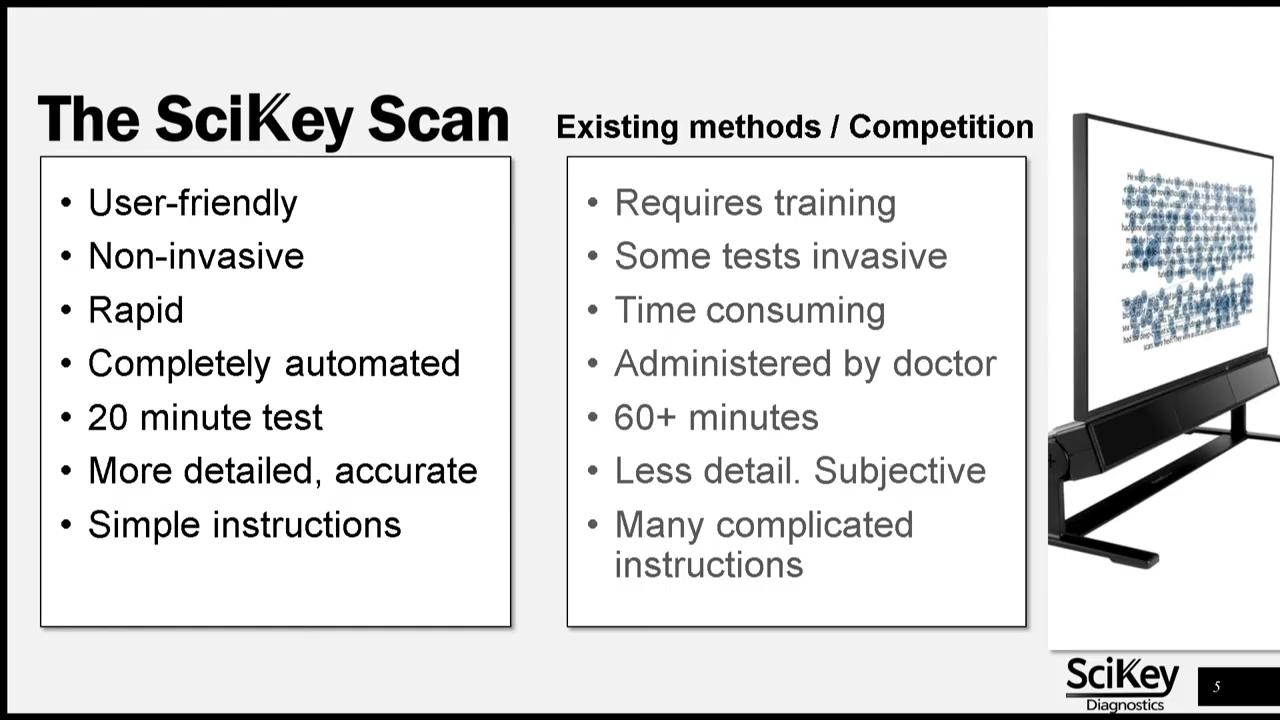 The SciKey Scan
Existing methods / Competition
• User-friendly
• Non-invasive
• Rapid
• Completely automated
• 20 minute test
• More detailed, accurate
• Simple instructions
• Requires training
• Some tests invasive
• Time consuming
• Administered by doctor
• 60+ minutes
• Less detail. Subjective
• Many complicated
instructions
SciKey
Diagnostics
5